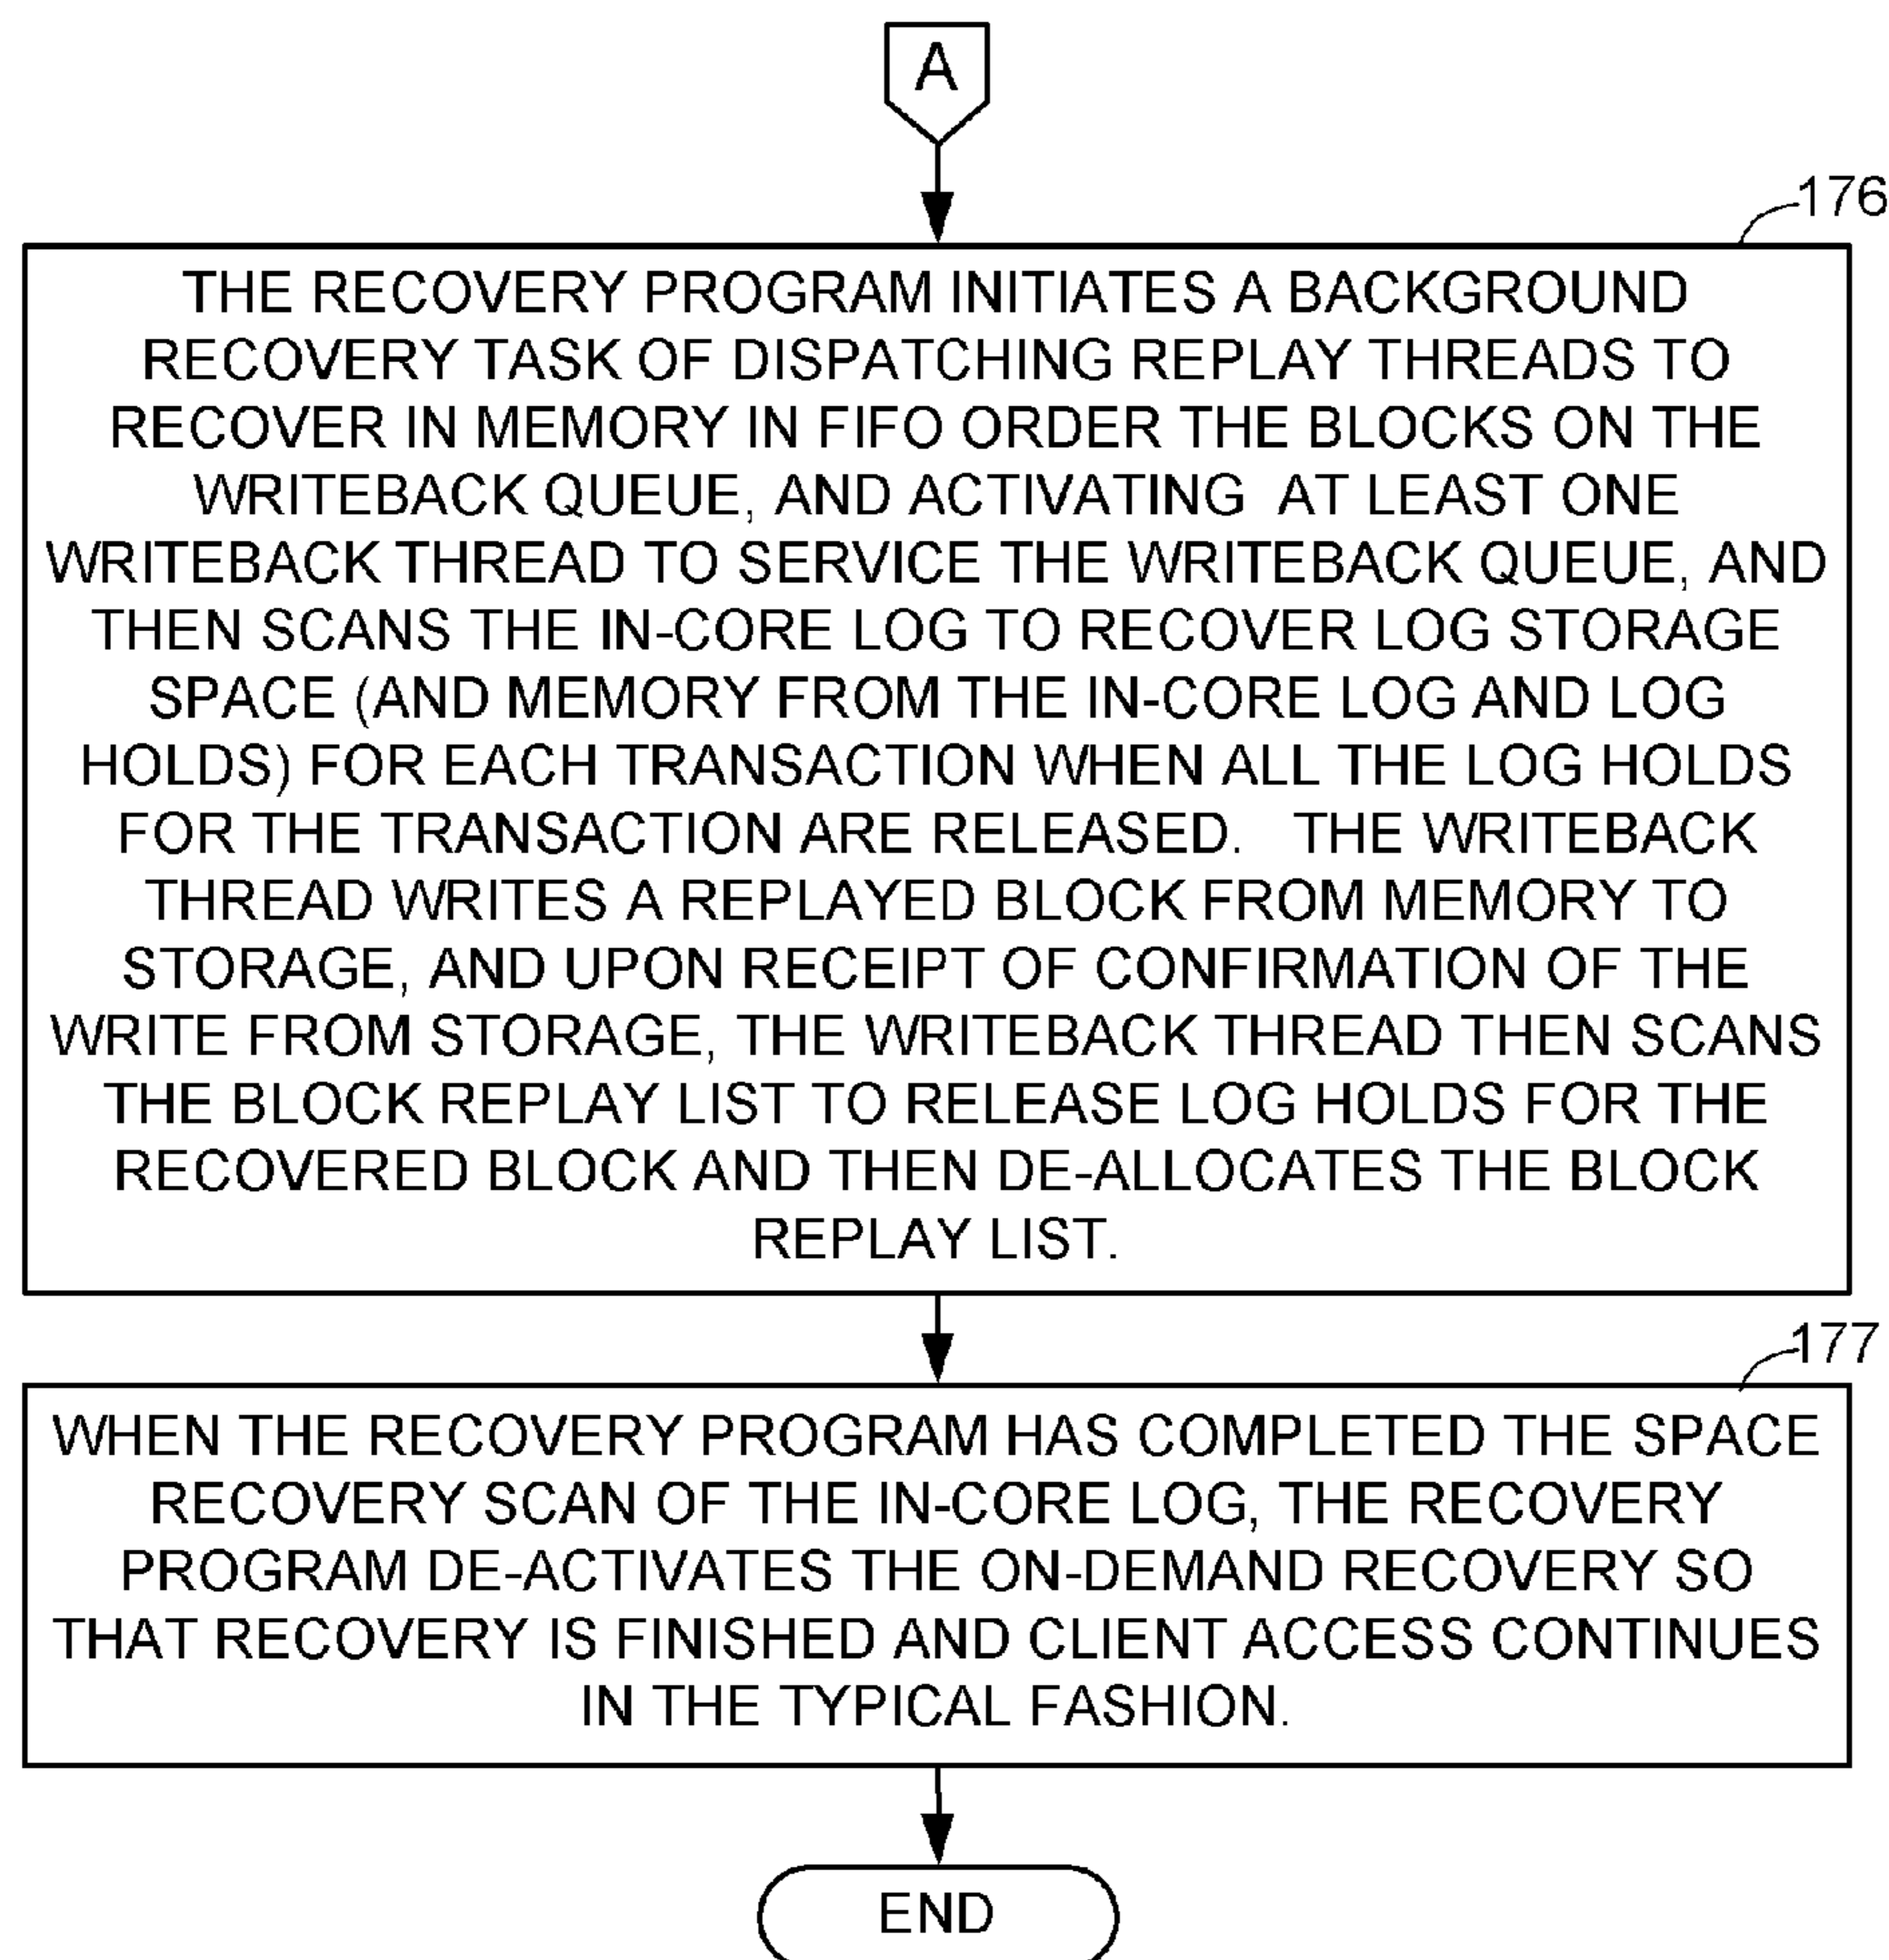 A
176
THE RECOVERY PROGRAM INITIATES A BACKGROUND
RECOVERY TASK OF DISPATCHING REPLAY THREADS TO
RECOVER IN MEMORY IN FIFO ORDER THE BLOCKS ON THE
WRITEBACK QUEUE, AND ACTIVATING AT LEAST ONE
WRITEBACK THREAD TO SERVICE THE WRITEBACK QUEUE, AND
THEN SCANS THE IN-CORE LOG TO RECOVER LOG STORAGE
SPACE (AND MEMORY FROM THE IN-CORE LOG AND LOG
HOLDS) FOR EACH TRANSACTION WHEN ALL THE LOG HOLDS
FOR THE TRANSACTION ARE RELEASED. THE WRITEBACK
THREAD WRITES A REPLAYED BLOCK FROM MEMORY TO
STORAGE, AND UPON RECEIPT OF CONFIRMATION OF THE
WRITE FROM STORAGE, THE WRITEBACK THREAD THEN SCANS
THE BLOCK REPLAY LIST TO RELEASE LOG HOLDS FOR THE
RECOVERED BLOCK AND THEN DE-ALLOCATES THE BLOCK
REPLAY LIST.
177
WHEN THE RECOVERY PROGRAM HAS COMPLETED THE SPACE
RECOVERY SCAN OF THE IN-CORE LOG, THE RECOVERY
PROGRAM DE-ACTIVATES THE ON-DEMAND RECOVERY SO
THAT RECOVERY IS FINISHED AND CLIENT ACCESS CONTINUES
IN THE TYPICAL FASHION.
END